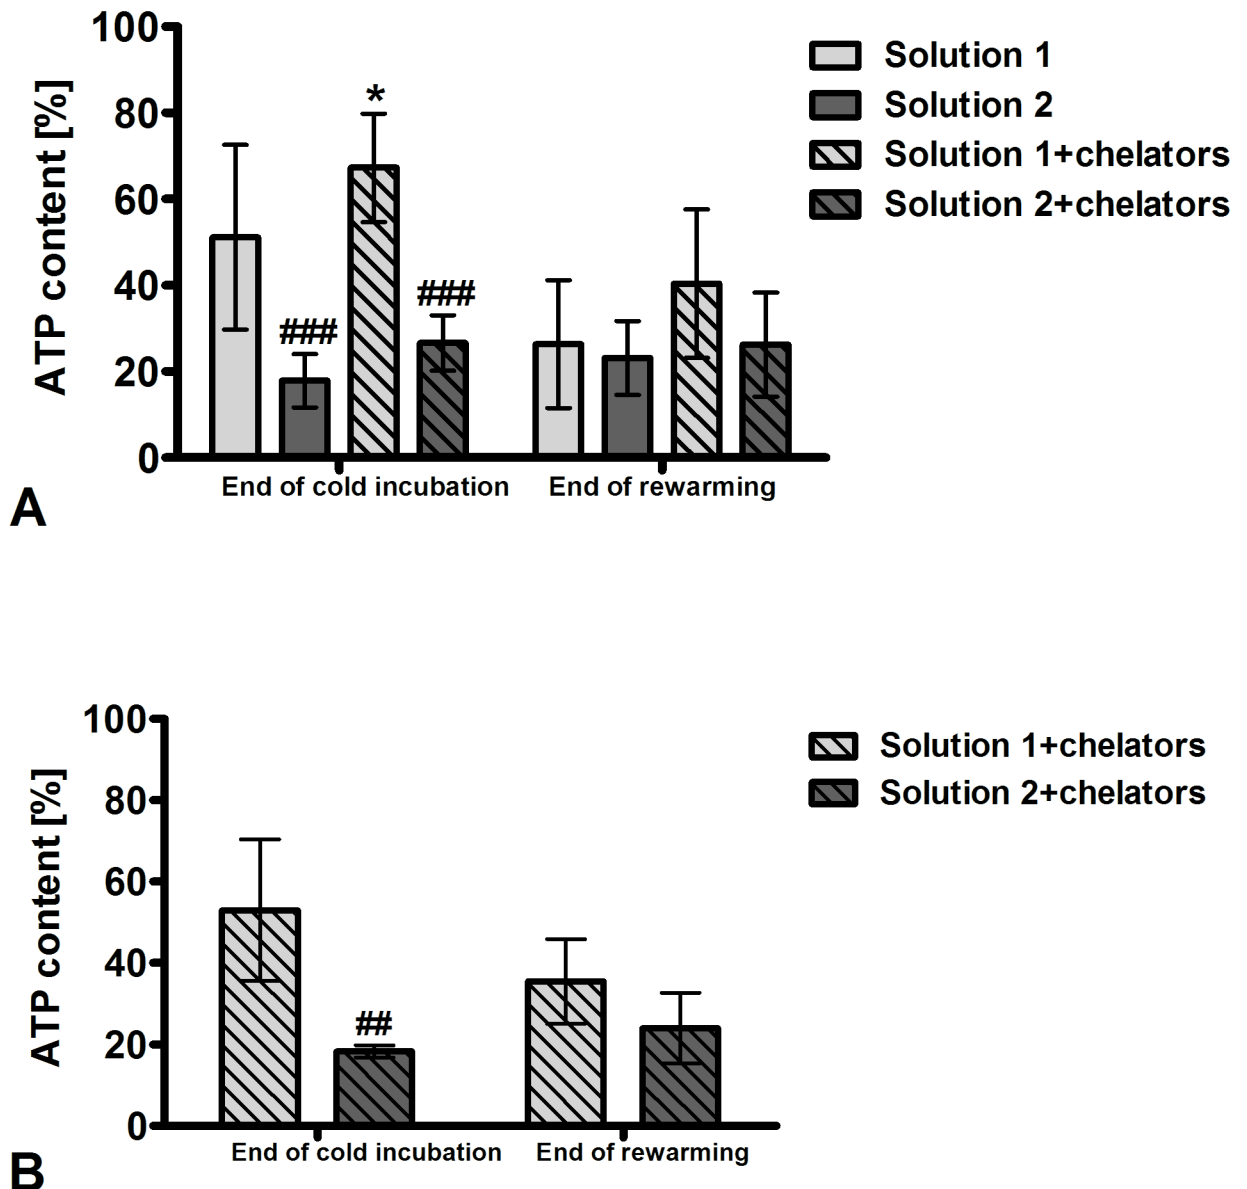 100
80
60
40
20
0
ATP content [%]
*
###
###
Solution 1
Solution 2
Solution 1+chelators
Solution 2+chelators
End of cold incubation
End of rewarming
A
100
80
60
40
20
0
ATP content [%]
##
Solution 1+chelators
Solution 2+chelators
End of cold incubation
End of rewarming
B